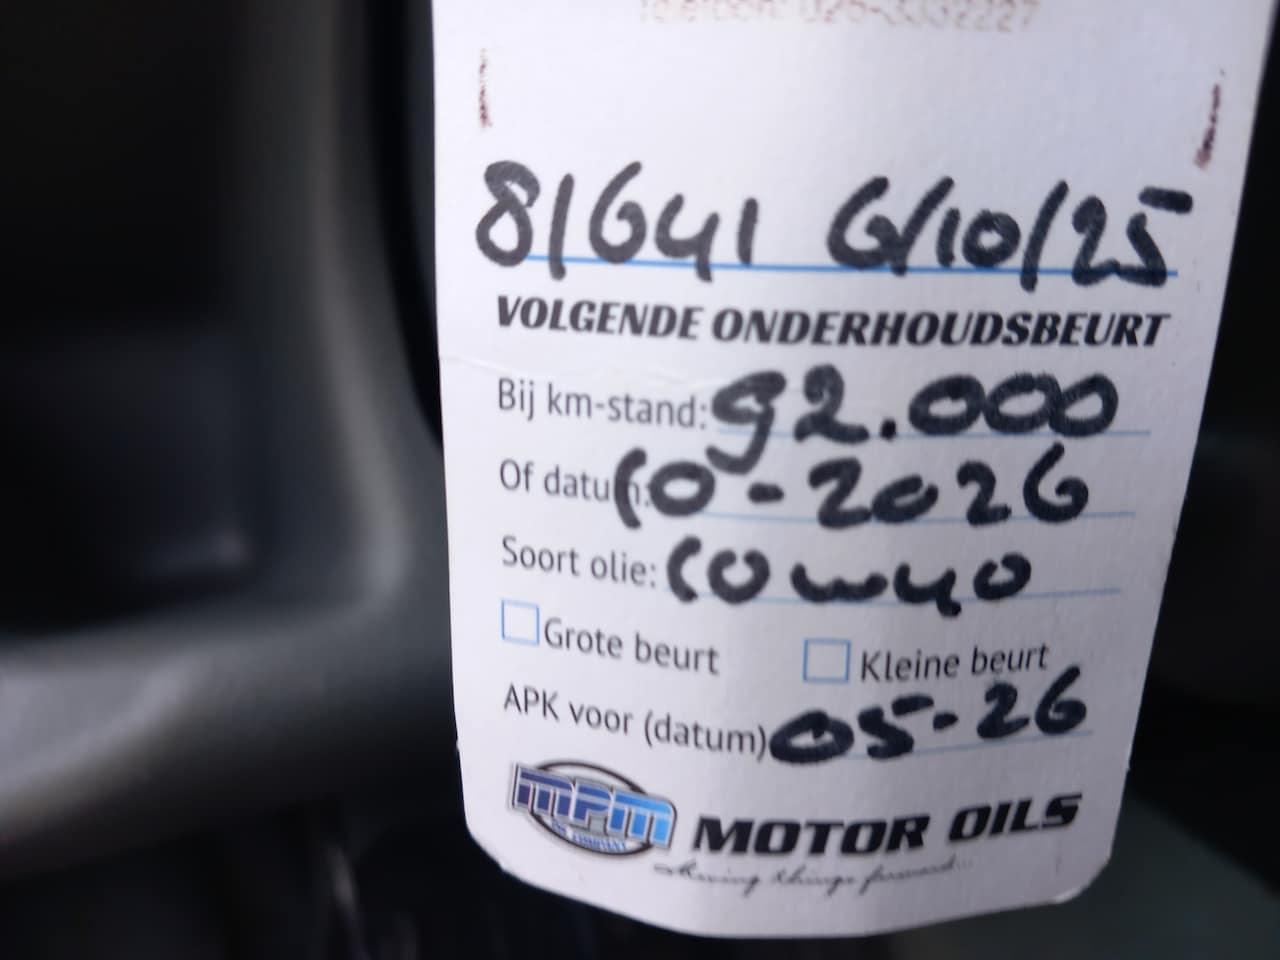 81641 6/10/25
VOLGENDE ONDERHOUDSBEURT
Bij km-stand: 92.000
Of datum: 10-2026
Soort olie: 10w40
Grote beurt Kleine beurt
APK voor (datum) 05-26
MPM MOTOR OILS